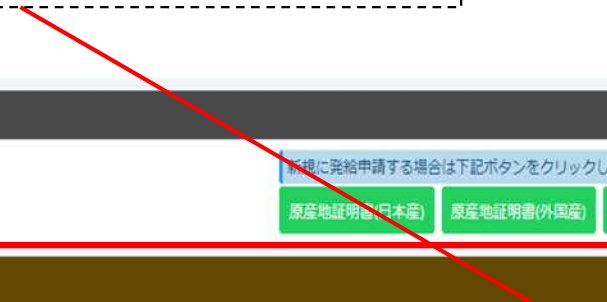 新規に発給申請する場合は下記ボタンをクリックし
原産地証明書(日本産) 原産地証明書(外国産)